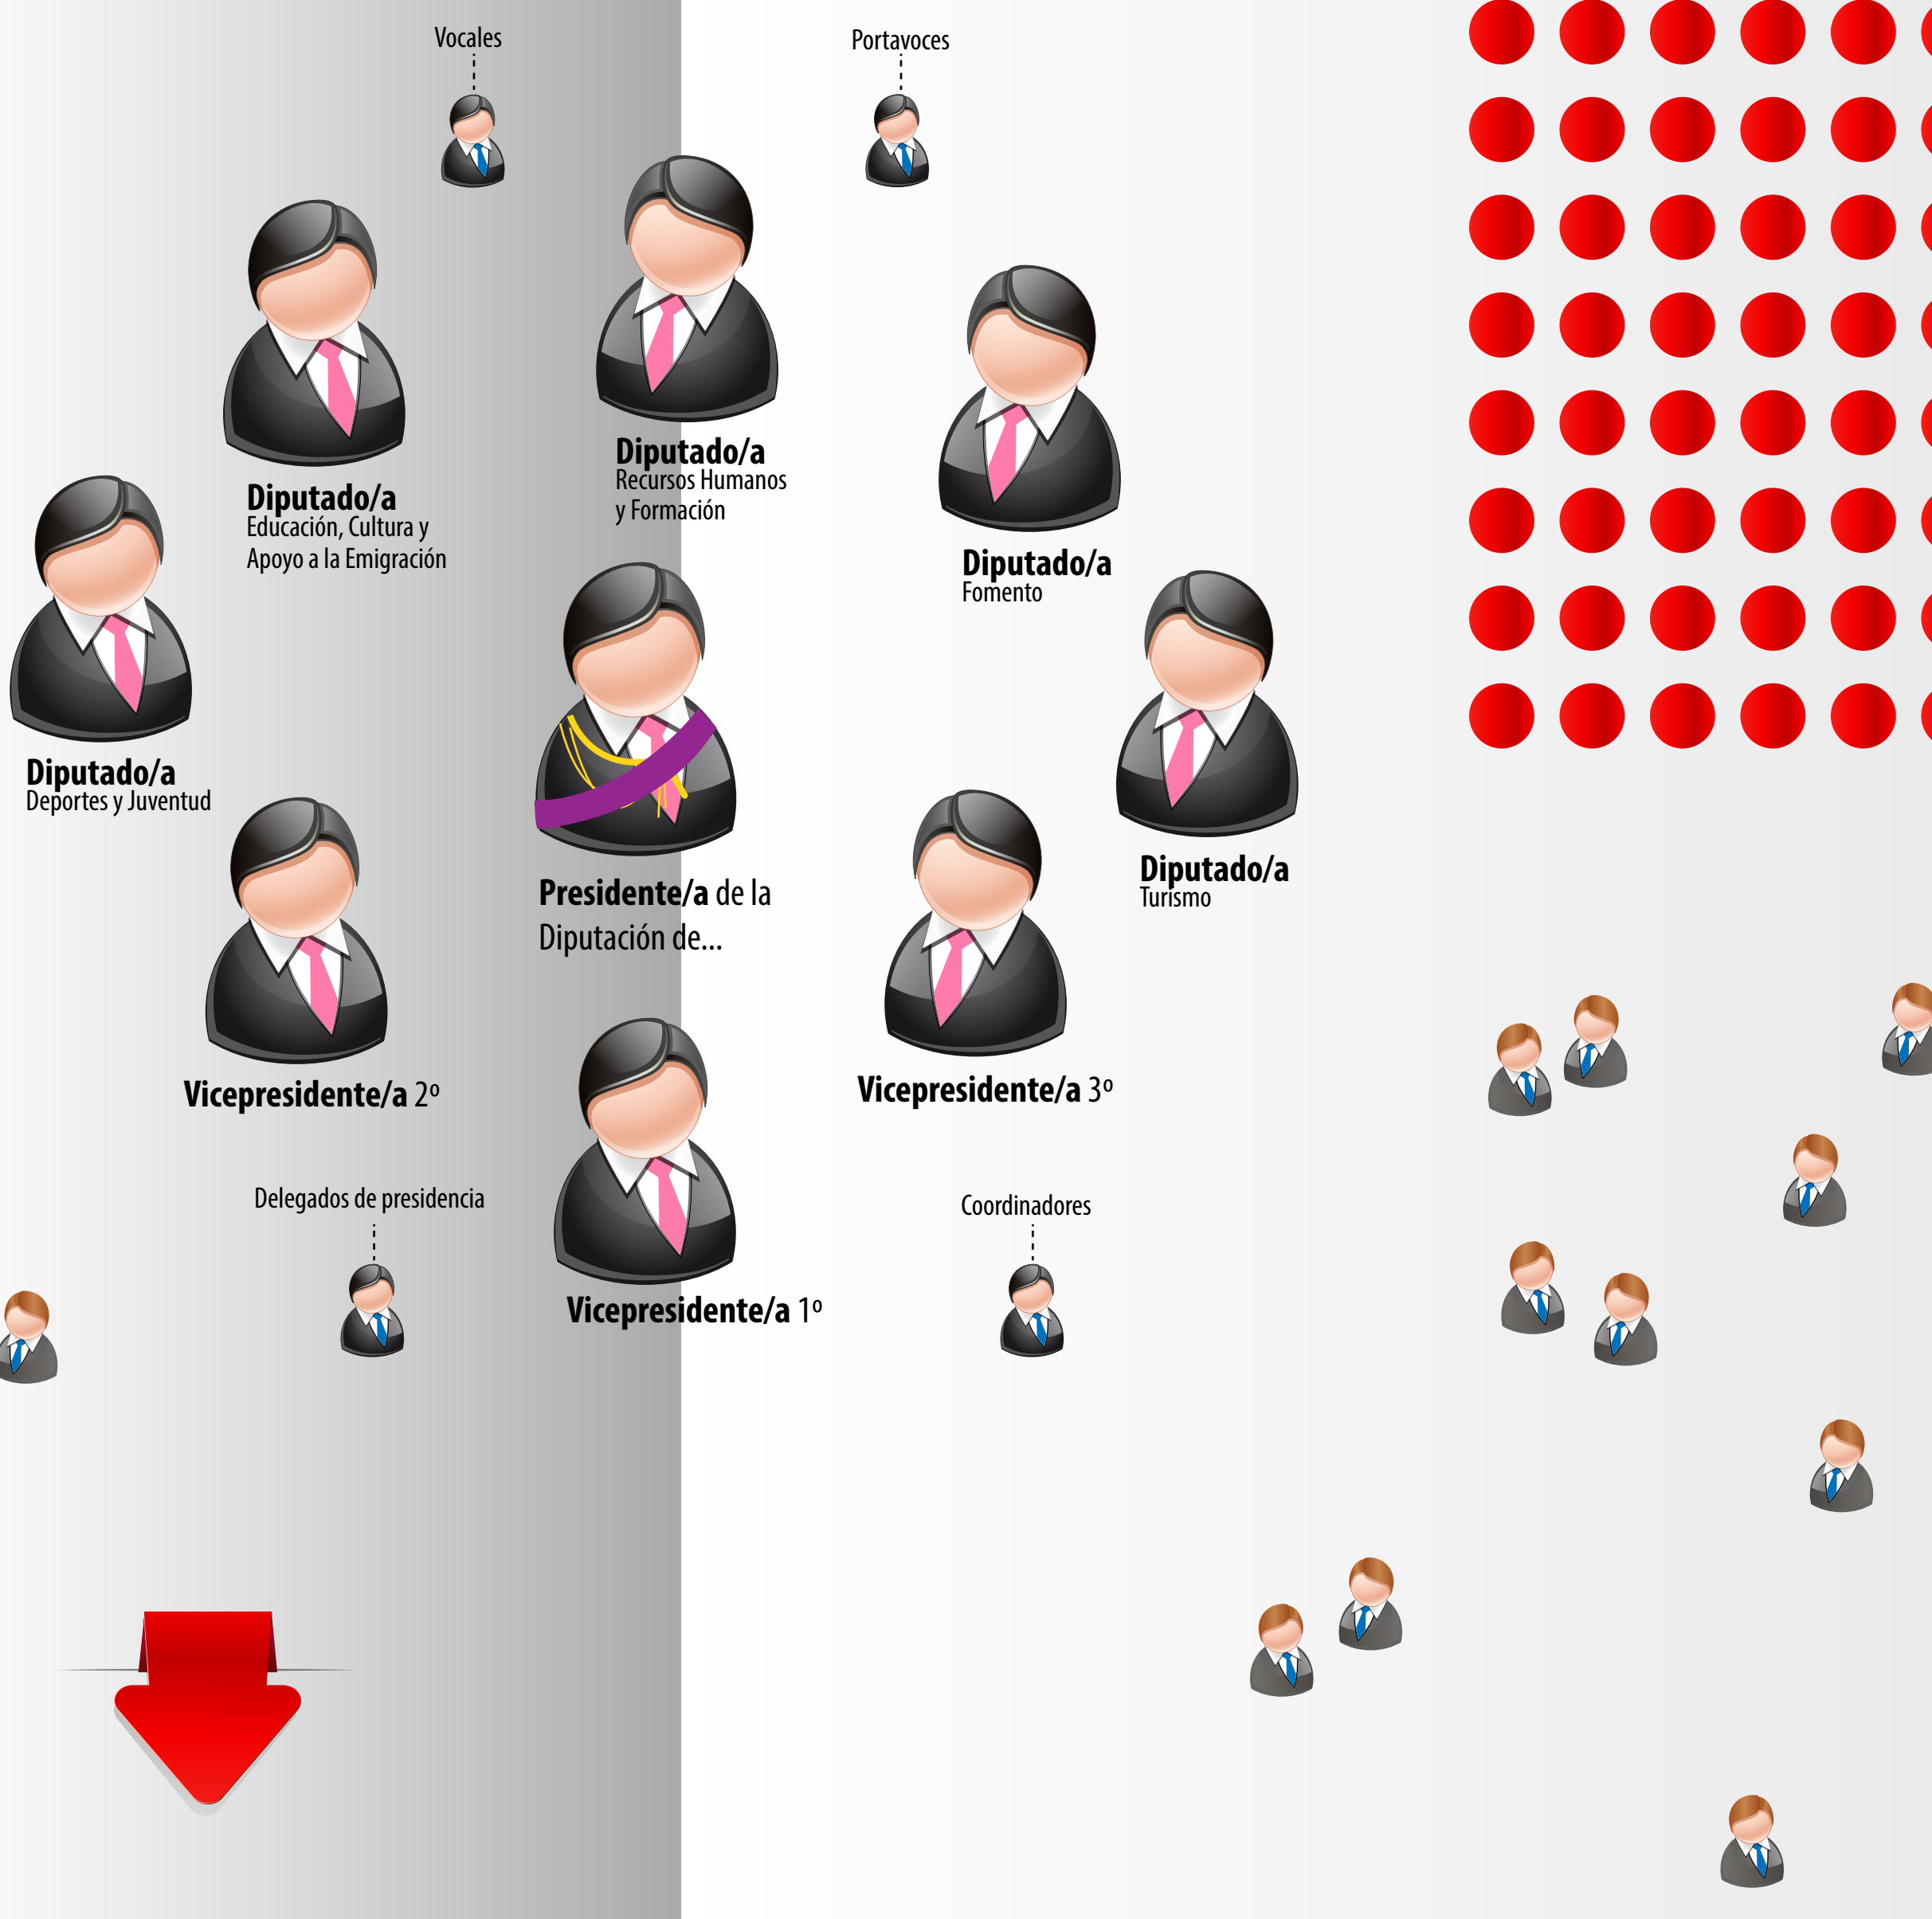 Vocales
Portavoces
Diputado/a
Recursos Humanos
y Formación
Diputado/a
Educación, Cultura y
Apoyo a la Emigración
Diputado/a
Fomento
Diputado/a
Deportes y Juventud
Diputado/a
Turismo
Presidente/a de la
Diputación de...
Vicepresidente/a 2º
Vicepresidente/a 3º
Delegados de presidencia
Coordinadores
Vicepresidente/a 1º